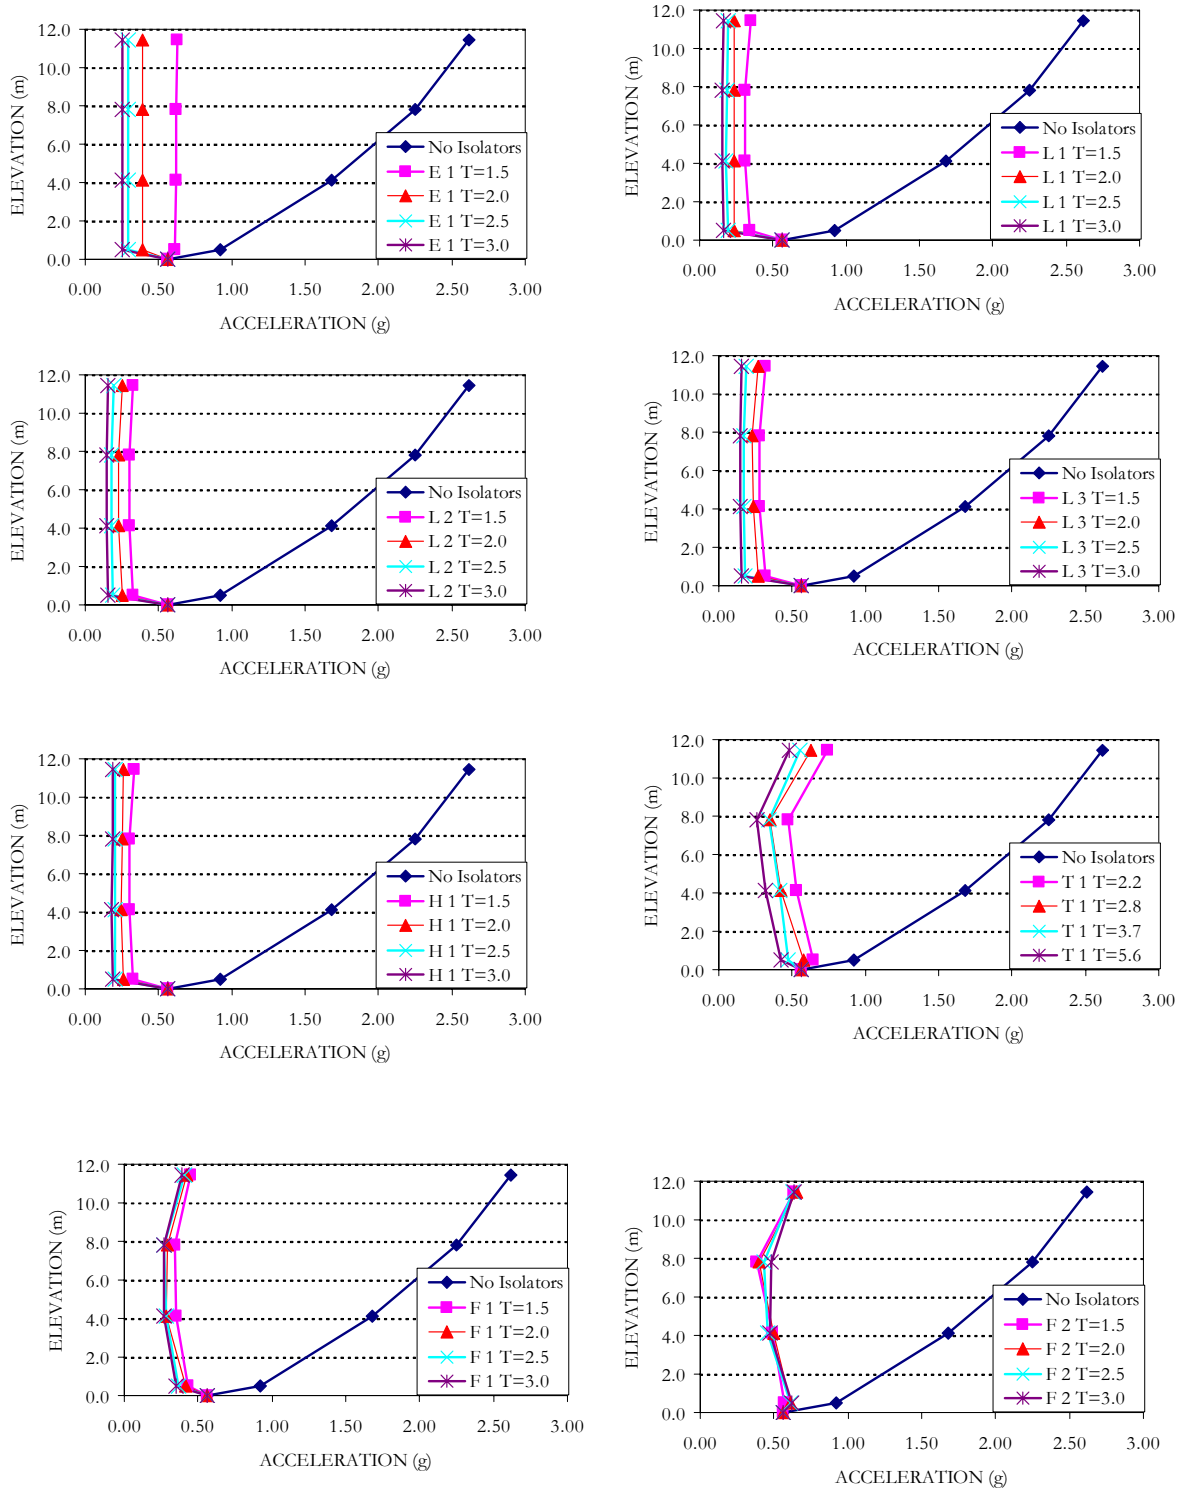 12.0
10.0
8.0
6.0
4.0
2.0
0.0
ELEVATION (m)
No Isolators
E 1 T=1.5
E 1 T=2.0
E 1 T=2.5
E 1 T=3.0
0.00 0.50 1.00 1.50 2.00 2.50 3.00
ACCELERATION (g)
12.0
10.0
8.0
6.0
4.0
2.0
0.0
ELEVATION (m)
No Isolators
L 1 T=1.5
L 1 T=2.0
L 1 T=2.5
L 1 T=3.0
0.00 0.50 1.00 1.50 2.00 2.50 3.00
ACCELERATION (g)
12.0
10.0
8.0
6.0
4.0
2.0
0.0
ELEVATION (m)
No Isolators
L 2 T=1.5
L 2 T=2.0
L 2 T=2.5
L 2 T=3.0
0.00 0.50 1.00 1.50 2.00 2.50 3.00
ACCELERATION (g)
12.0
10.0
8.0
6.0
4.0
2.0
0.0
ELEVATION (m)
No Isolators
L 3 T=1.5
L 3 T=2.0
L 3 T=2.5
L 3 T=3.0
0.00 0.50 1.00 1.50 2.00 2.50 3.00
ACCELERATION (g)
12.0
10.0
8.0
6.0
4.0
2.0
0.0
ELEVATION (m)
No Isolators
H 1 T=1.5
H 1 T=2.0
H 1 T=2.5
H 1 T=3.0
0.00 0.50 1.00 1.50 2.00 2.50 3.00
ACCELERATION (g)
12.0
10.0
8.0
6.0
4.0
2.0
0.0
ELEVATION (m)
No Isolators
T 1 T=2.2
T 1 T=2.8
T 1 T=3.7
T 1 T=5.6
0.00 0.50 1.00 1.50 2.00 2.50 3.00
ACCELERATION (g)
12.0
10.0
8.0
6.0
4.0
2.0
0.0
ELEVATION (m)
No Isolators
F 1 T=1.5
F 1 T=2.0
F 1 T=2.5
F 1 T=3.0
0.00 0.50 1.00 1.50 2.00 2.50 3.00
ACCELERATION (g)
12.0
10.0
8.0
6.0
4.0
2.0
0.0
ELEVATION (m)
No Isolators
F 2 T=1.5
F 2 T=2.0
F 2 T=2.5
F 2 T=3.0
0.00 0.50 1.00 1.50 2.00 2.50 3.00
ACCELERATION (g)